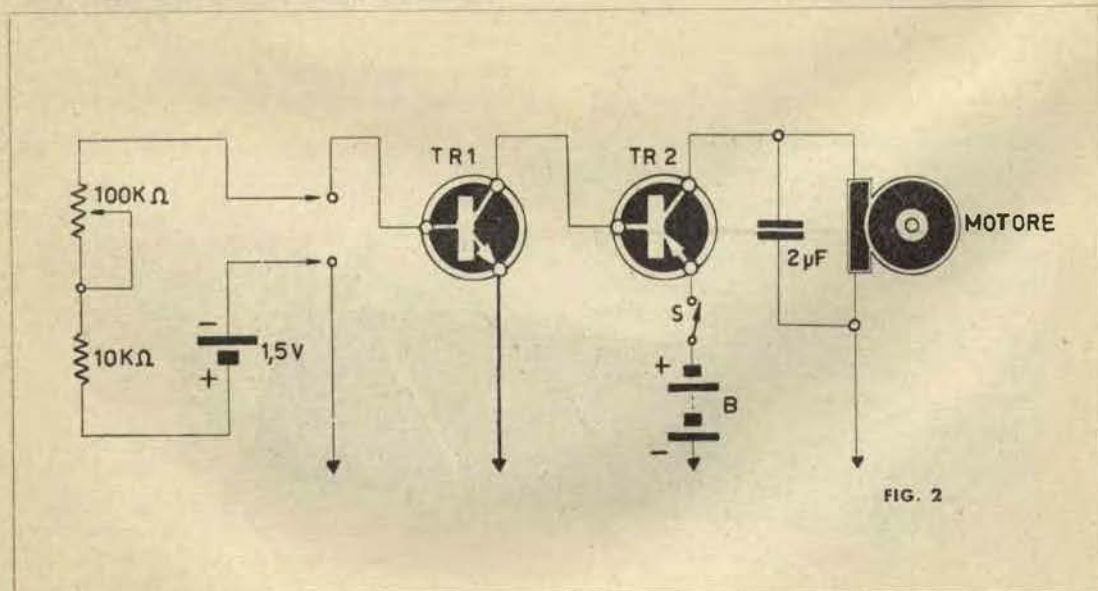 TR1
TR2
100KΩ
MOTORE
2µF
S
-
1,5V
10KΩ
+
+
B
-
FIG. 2